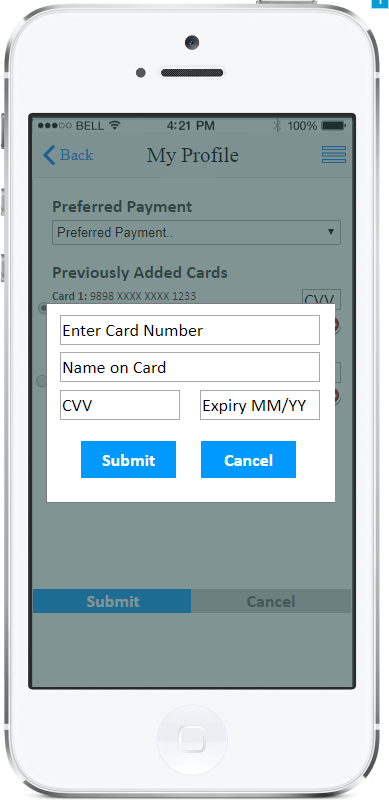 BELL 4:21 PM 100%
Back My Profile
Preferred Payment
Preferred Payment..
Previously Added Cards
Card 1: 9898 XXXX XXXX 1233
CVV
Enter Card Number
Name on Card
CVV Expiry MM/YY
Submit Cancel
Submit Cancel